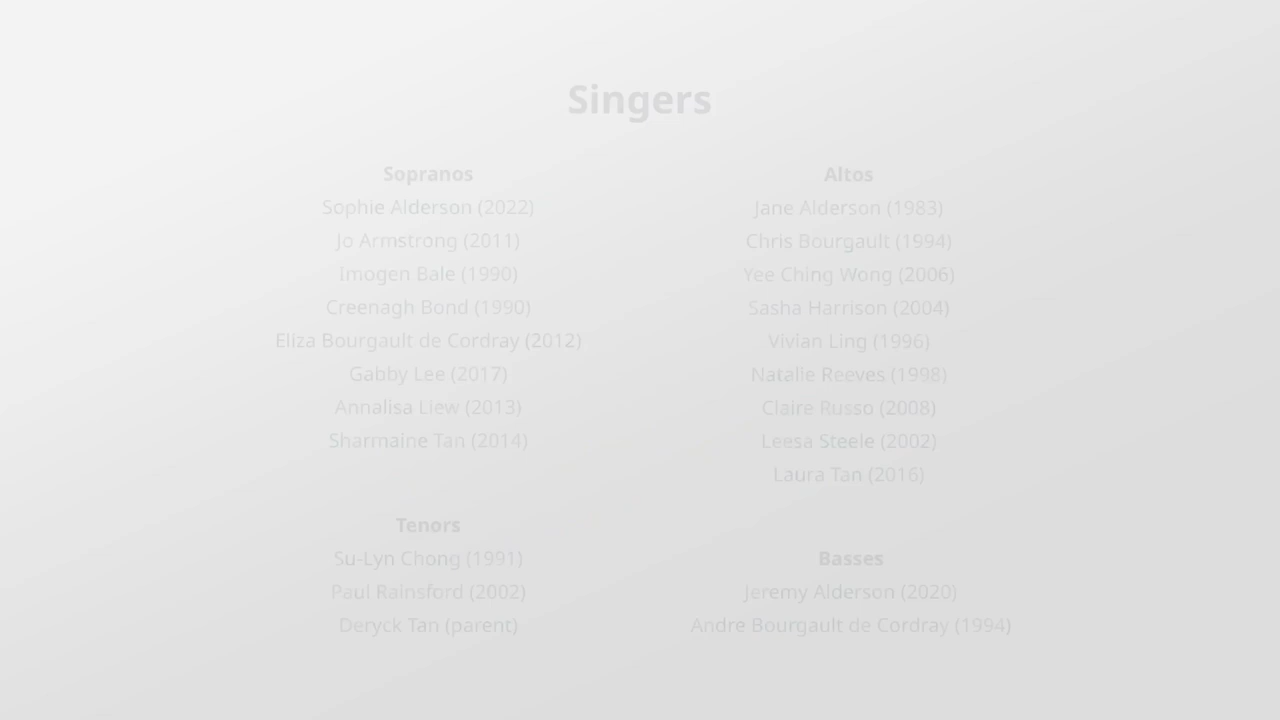 Singers
Sopranos
Sophie Alderson (2022)
Jo Armstrong (2011)
Imogen Bale (1990)
Creenagh Bond (1990)
Eliza Bourgault de Cordray (2012)
Gabby Lee (2017)
Annalisa Liew (2013)
Sharmaine Tan (2014)
Tenors
Su-Lyn Chong (1991)
Paul Rainsford (2002)
Deryck Tan (parent)
Altos
Jane Alderson (1983)
Chris Bourgault (1994)
Yee Ching Wong (2006)
Sasha Harrison (2004)
Vivian Ling (1996)
Natalie Reeves (1998)
Claire Russo (2008)
Leesa Steele (2002)
Laura Tan (2016)
Basses
Jeremy Alderson (2020)
Andre Bourgault de Cordray (1994)